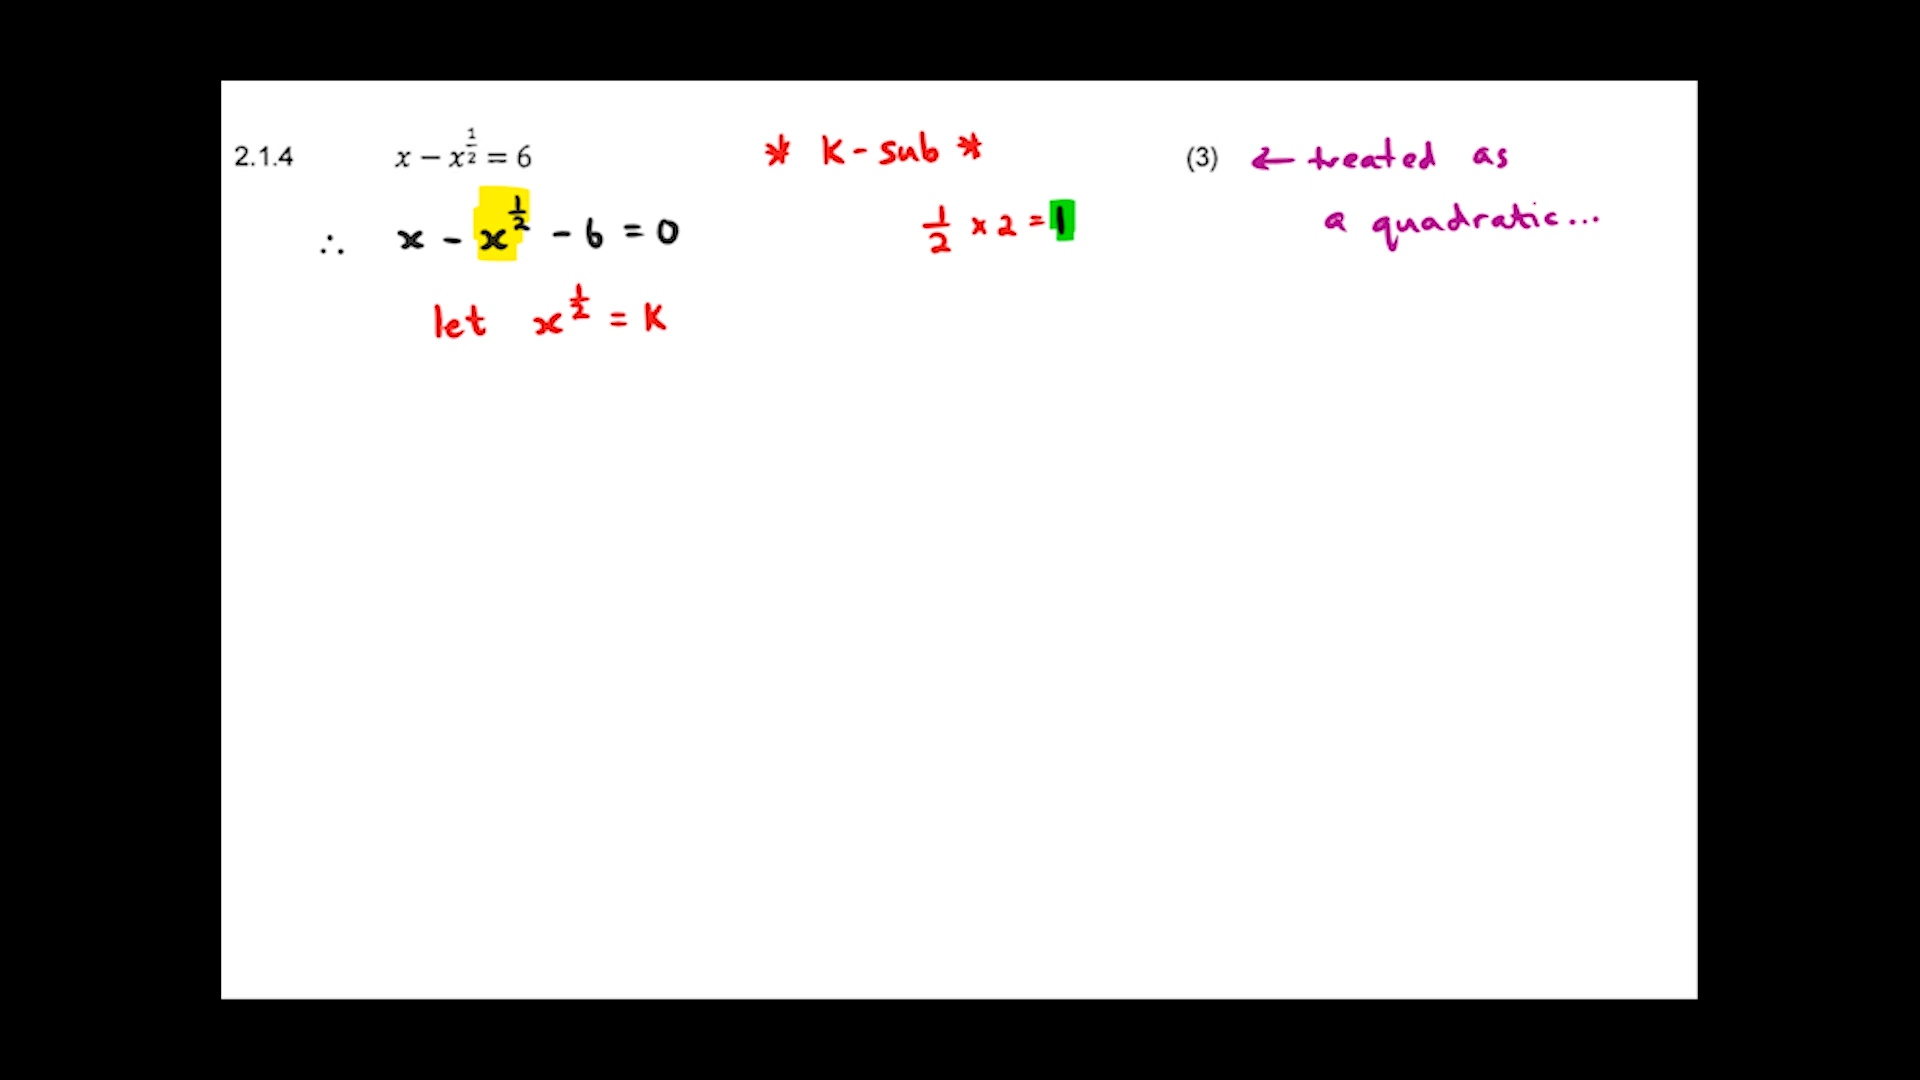 2.1.4 x − x^{1/2} = 6 * K-sub * (3) ← treated as
∴ x - x^{1/2} - 6 = 0 1/2 × 2 = 1 a quadratic...
let x^{1/2} = K